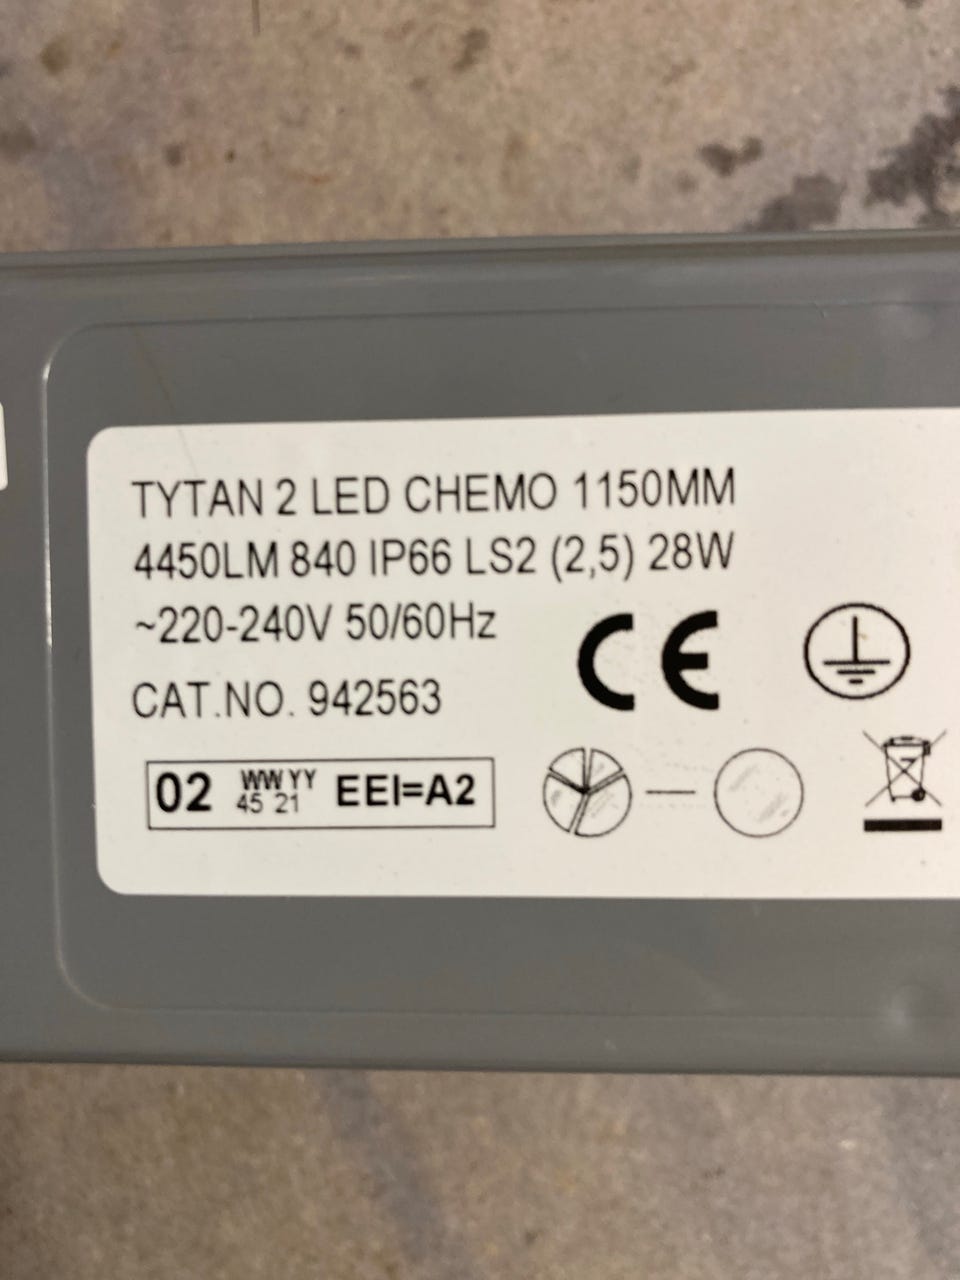 TYTAN 2 LED CHEMO 1150MM
4450LM 840 IP66 LS2 (2,5) 28W
~220-240V 50/60Hz
CE
CAT.NO. 942563
02 WW YY EEI=A2
45 21